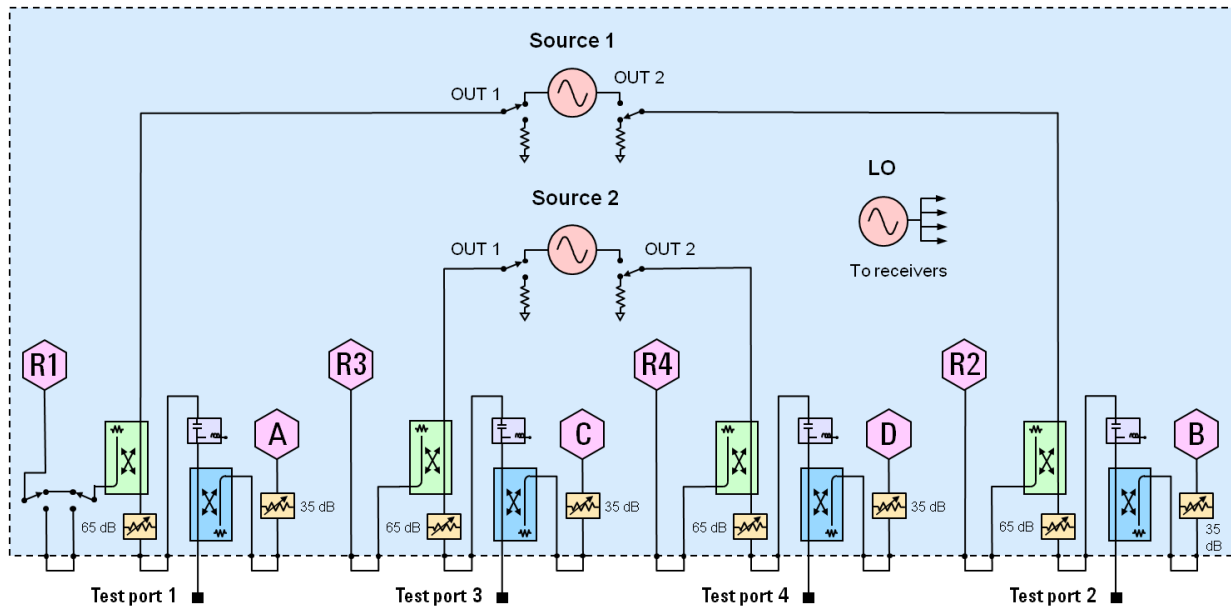 Source 1
OUT 1
OUT 2
Source 2
OUT 1
OUT 2
LO
To receivers
R1
R3
R4
R2
A
C
D
B
65 dB
35 dB
65 dB
35 dB
65 dB
35 dB
65 dB
35
dB
Test port 1
Test port 3
Test port 4
Test port 2